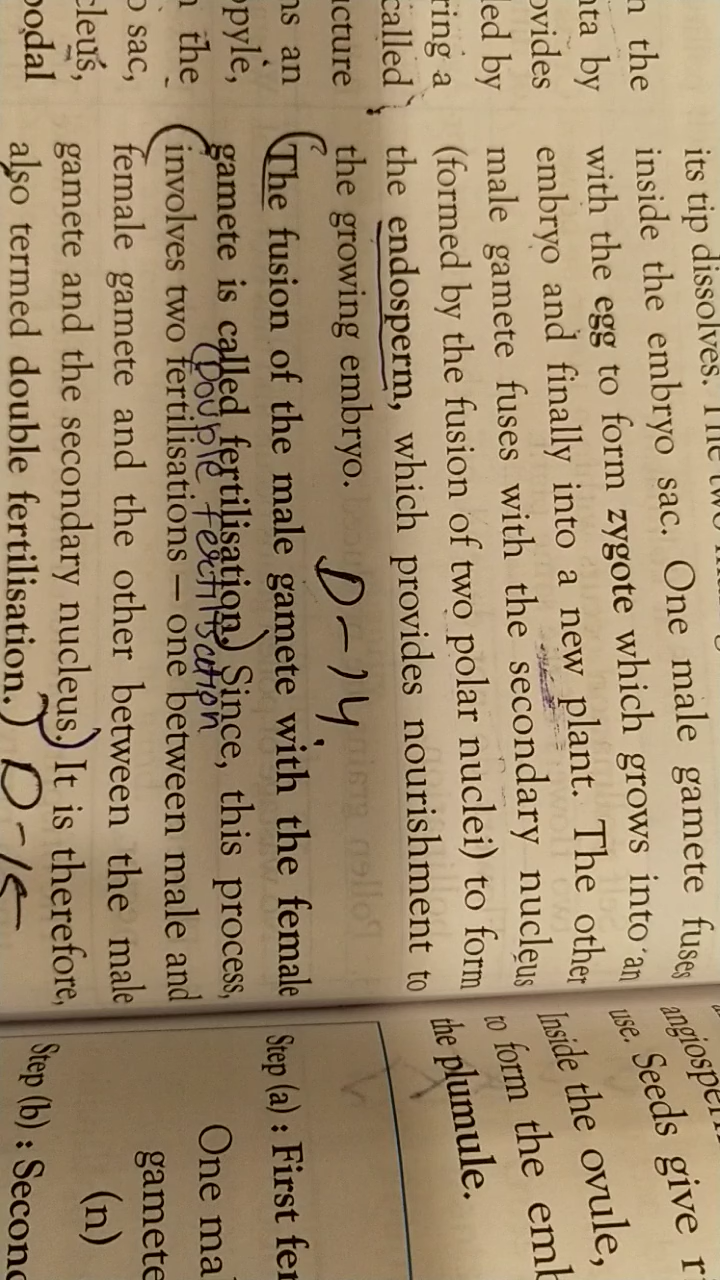 n the
ata by
ovides
led by
ring a
called
acture
ns an
pyle,
n the
o sac,
cleus,
podal
its tip dissolves. The two
inside the embryo sac. One male gamete fuses
with the egg to form zygote which grows into an
embryo and finally into a new plant. The other
male gamete fuses with the secondary nucleus
(formed by the fusion of two polar nuclei) to form
the endosperm, which provides nourishment to
the growing embryo.
D-14
The fusion of the male gamete with the female
gamete is called fertilisation. Since, this process,
Double fertilisation
involves two fertilisations – one between male and
female gamete and the other between the male
gamete and the secondary nucleus. It is therefore,
also termed double fertilisation.
D-15
angiosper
use. Seeds give r
Inside the ovule,
to form the emb
the plumule.
Step (a) : First fer
One ma
gamete
(n)
Step (b) : Second